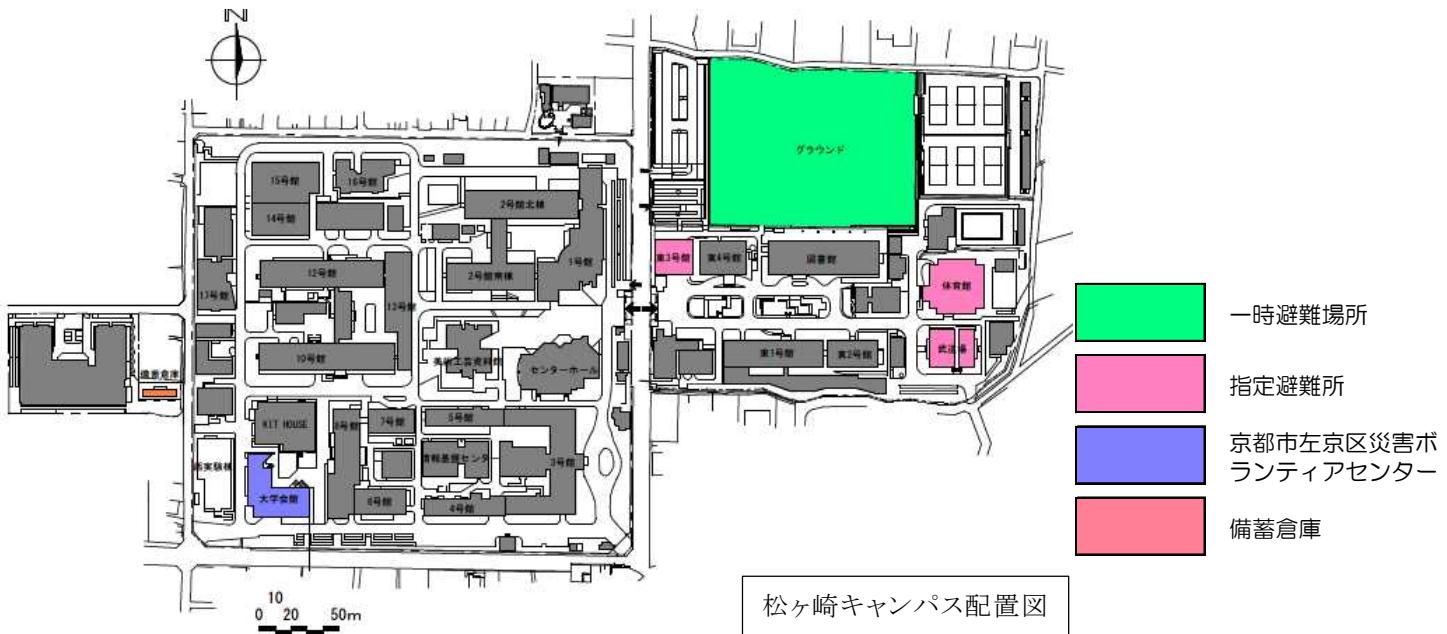 N
グラウンド
15号館
16号館
14号館
2号館北棟
1号館
2号館南棟
12号館
17号館
13号館
10号館
美術工芸資料館
センターホール
東3号館
東4号館
図書館
体育館
東1号館
東2号館
武道場
KIT HOUSE
8号館
7号館
5号館
情報基盤センター
3号館
大学会館
6号館
4号館
一時避難場所
指定避難所
京都市左京区災害ボ
ランティアセンター
備蓄倉庫
10
0 20 50m
松ヶ崎キャンパス配置図